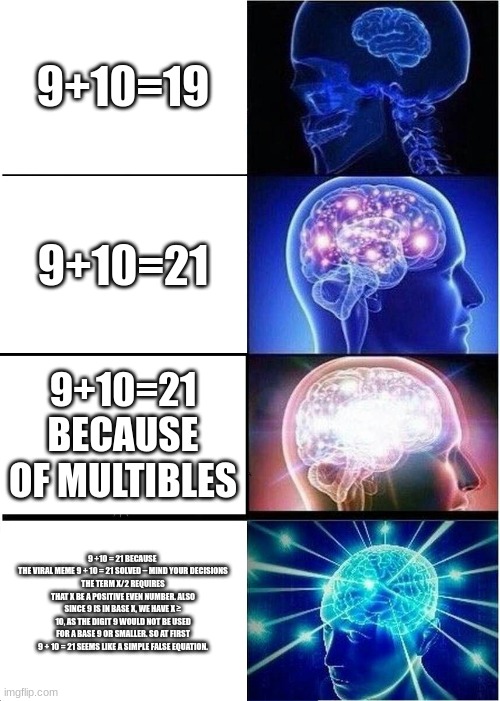 9+10=19
9+10=21
9+10=21
BECAUSE
OF MULTIBLES
9 +10 = 21 BECAUSE
THE VIRAL MEME 9 + 10 = 21 SOLVED – MIND YOUR DECISIONS
THE TERM X/2 REQUIRES
THAT X BE A POSITIVE EVEN NUMBER. ALSO
SINCE 9 IS IN BASE X, WE HAVE X ≥
10, AS THE DIGIT 9 WOULD NOT BE USED
FOR A BASE 9 OR SMALLER. SO AT FIRST
9 + 10 = 21 SEEMS LIKE A SIMPLE FALSE EQUATION.
imgflip.com